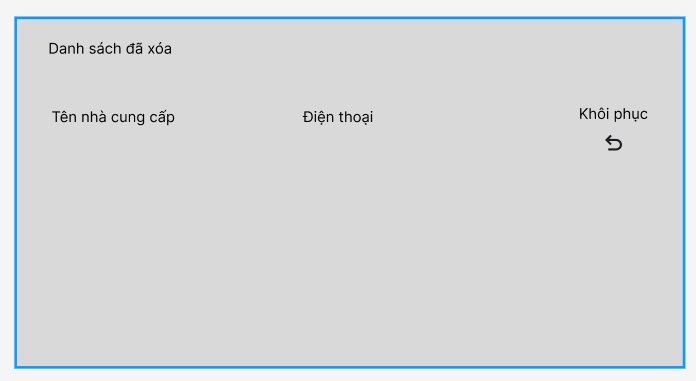 Danh sách đã xóa
Tên nhà cung cấp
Điện thoại
Khôi phục